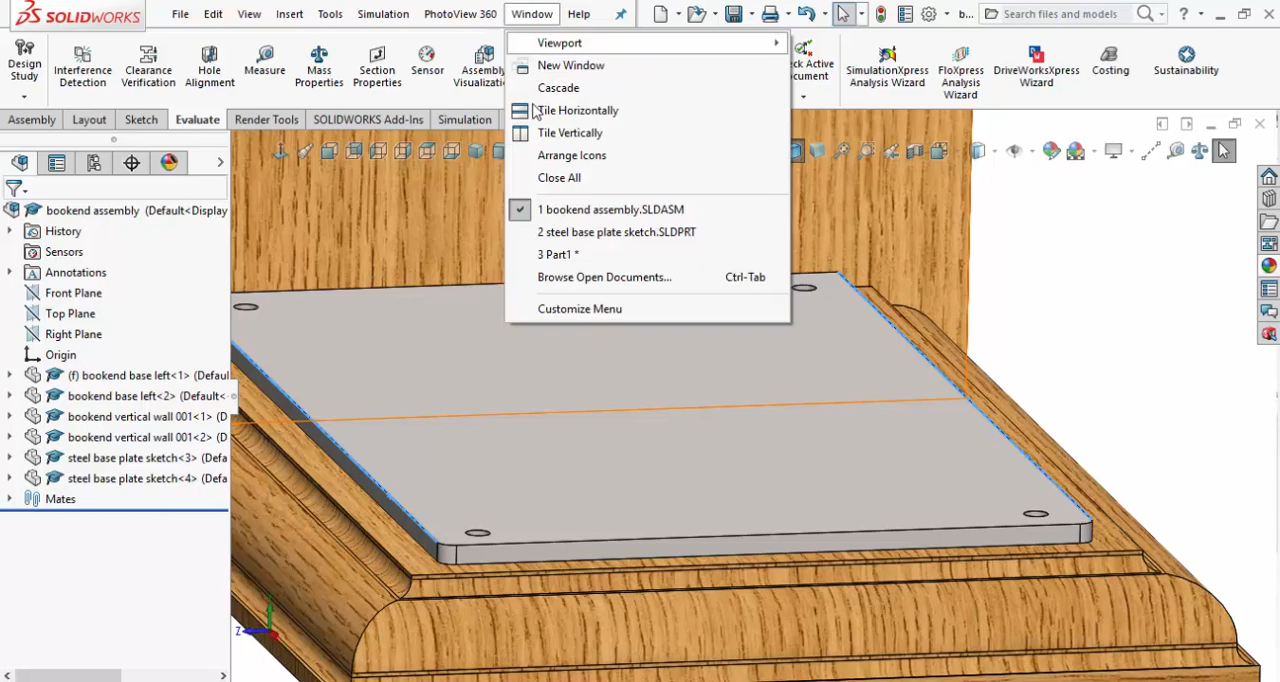 SOLIDWORKS File Edit View Insert Tools Simulation PhotoView 360 Window Help b... Search files and models ?
Design Study
Interference Detection
Clearance Verification
Hole Alignment
Measure
Mass Properties
Section Properties
Sensor
Assembly Visualizati
ck Active ocument
SimulationXpress Analysis Wizard
FloXpress Analysis Wizard
DriveWorksXpress Wizard
Costing
Sustainability
Assembly Layout Sketch Evaluate Render Tools SOLIDWORKS Add-Ins Simulation
Viewport
New Window
Cascade
Tile Horizontally
Tile Vertically
Arrange Icons
Close All
1 bookend assembly.SLDASM
2 steel base plate sketch.SLDPRT
3 Part1 *
Browse Open Documents... Ctrl-Tab
Customize Menu
bookend assembly (Default<Display
History
Sensors
Annotations
Front Plane
Top Plane
Right Plane
Origin
(f) bookend base left<1> (Defaul
bookend base left<2> (Default<
bookend vertical wall 001<1> (D
bookend vertical wall 001<2> (D
steel base plate sketch<3> (Defa
steel base plate sketch<4> (Defa
Mates
Z